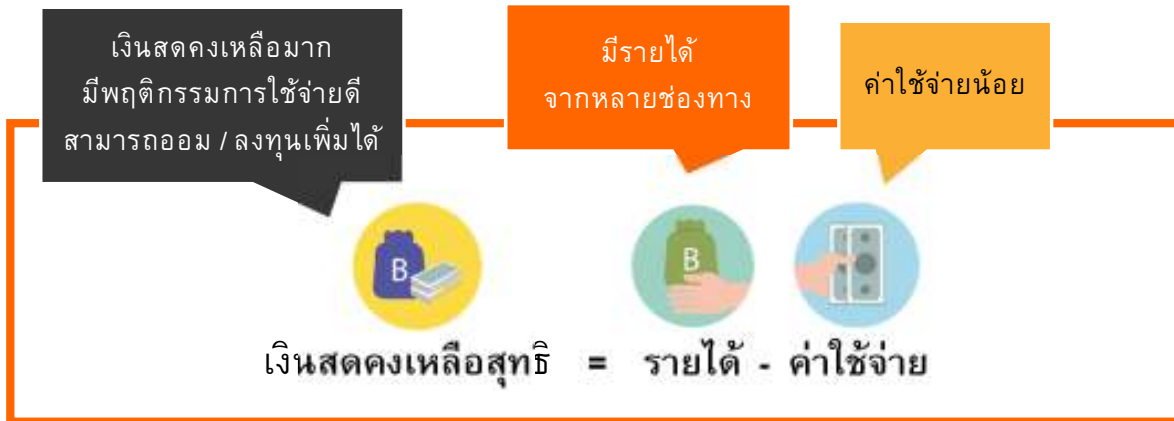 เงินสดคงเหลือมาก
มีพฤติกรรมการใช้จ่ายดี
สามารถออม / ลงทุนเพิ่มได้
มีรายได้
จากหลายช่องทาง
ค่าใช้จ่ายน้อย
B
B
เงินสดคงเหลือสุทธิ = รายได้ - ค่าใช้จ่าย